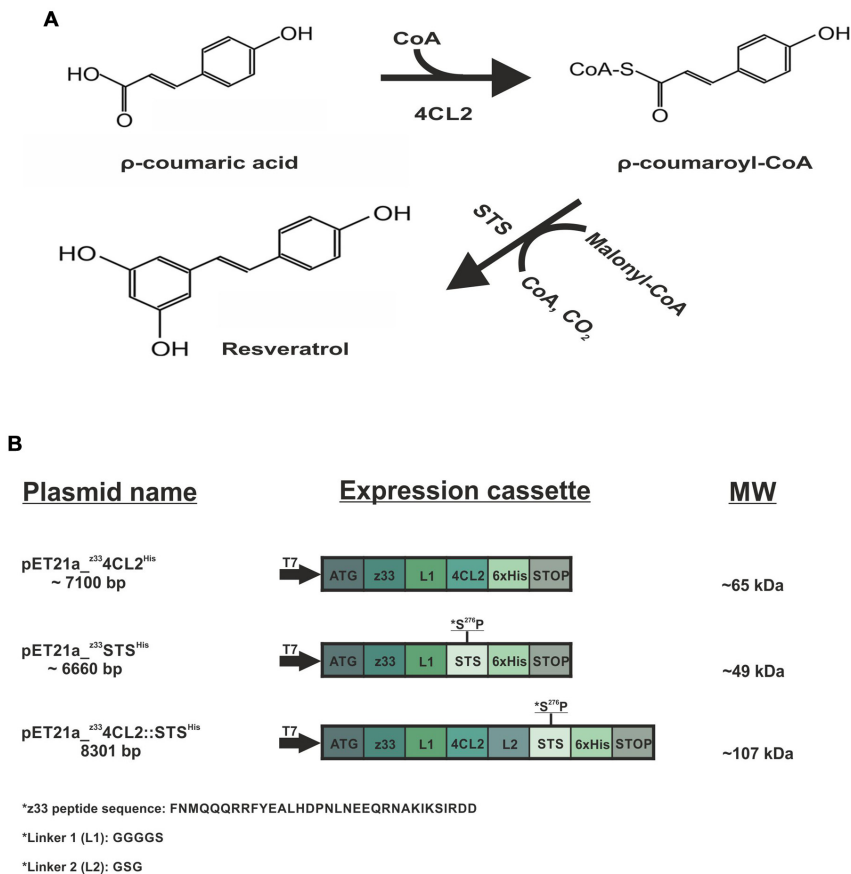 A
OH
HO
O
ρ-coumaric acid
CoA
4CL2
OH
CoA-S
O
ρ-coumaroyl-CoA
STS
Malonyl-CoA
CoA, CO2
OH
HO
OH
Resveratrol
B
Plasmid name
Expression cassette
MW
pET21a_z334CL2His
~ 7100 bp
T7
ATG z33 L1 4CL2 6xHis STOP
~65 kDa
*S276P
pET21a_z33STSHis
~ 6660 bp
T7
ATG z33 L1 STS 6xHis STOP
~49 kDa
*S276P
pET21a_z334CL2::STSHis
8301 bp
T7
ATG z33 L1 4CL2 L2 STS 6xHis STOP
~107 kDa
*z33 peptide sequence: FNMQQQRRFYEALHDPNLNEEQRNAKIKSIRDD
*Linker 1 (L1): GGGGS
*Linker 2 (L2): GSG